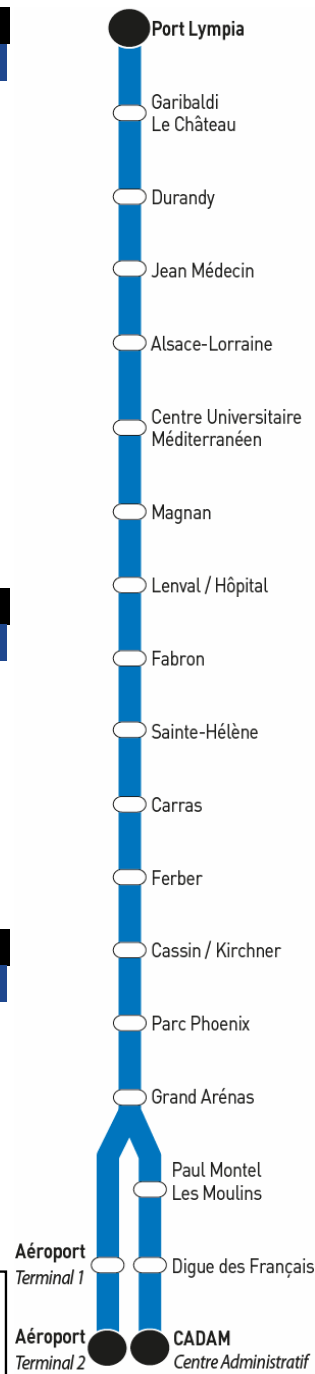 Port Lympia
Garibaldi
Le Château
Durandy
Jean Médecin
Alsace-Lorraine
Centre Universitaire
Méditerranéen
Magnan
Lenval / Hôpital
Fabron
Sainte-Hélène
Carras
Ferber
Cassin / Kirchner
Parc Phoenix
Grand Arénas
Paul Montel
Les Moulins
Aéroport
Terminal 1
Digue des Français
Aéroport
Terminal 2
CADAM
Centre Administratif